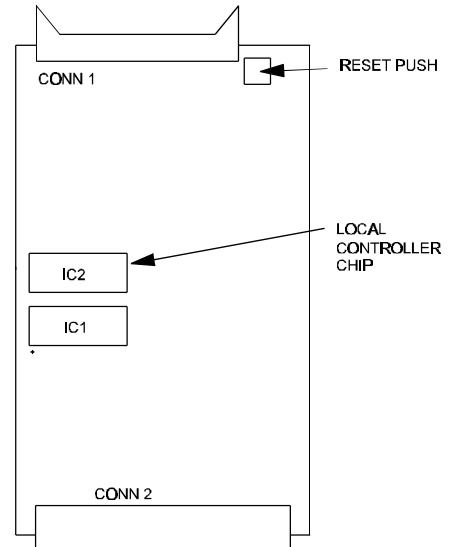 RESET PUSH
CONN 1
LOCAL
CONTROLLER
CHIP
IC2
IC1
CONN 2